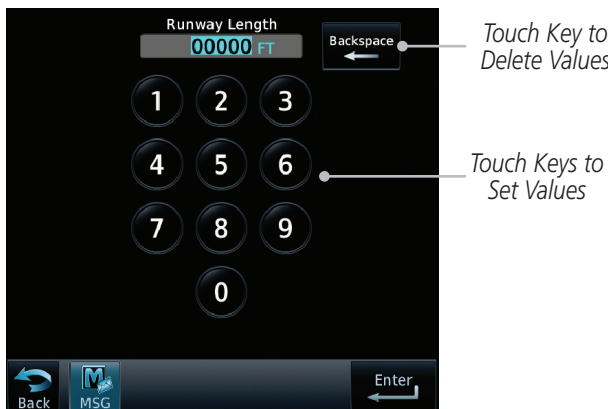 Runway Length
00000 FT
Backspace
Touch Key to
Delete Values
1 2 3
4 5 6
Touch Keys to
Set Values
7 8 9
0
Back
MSG
Enter